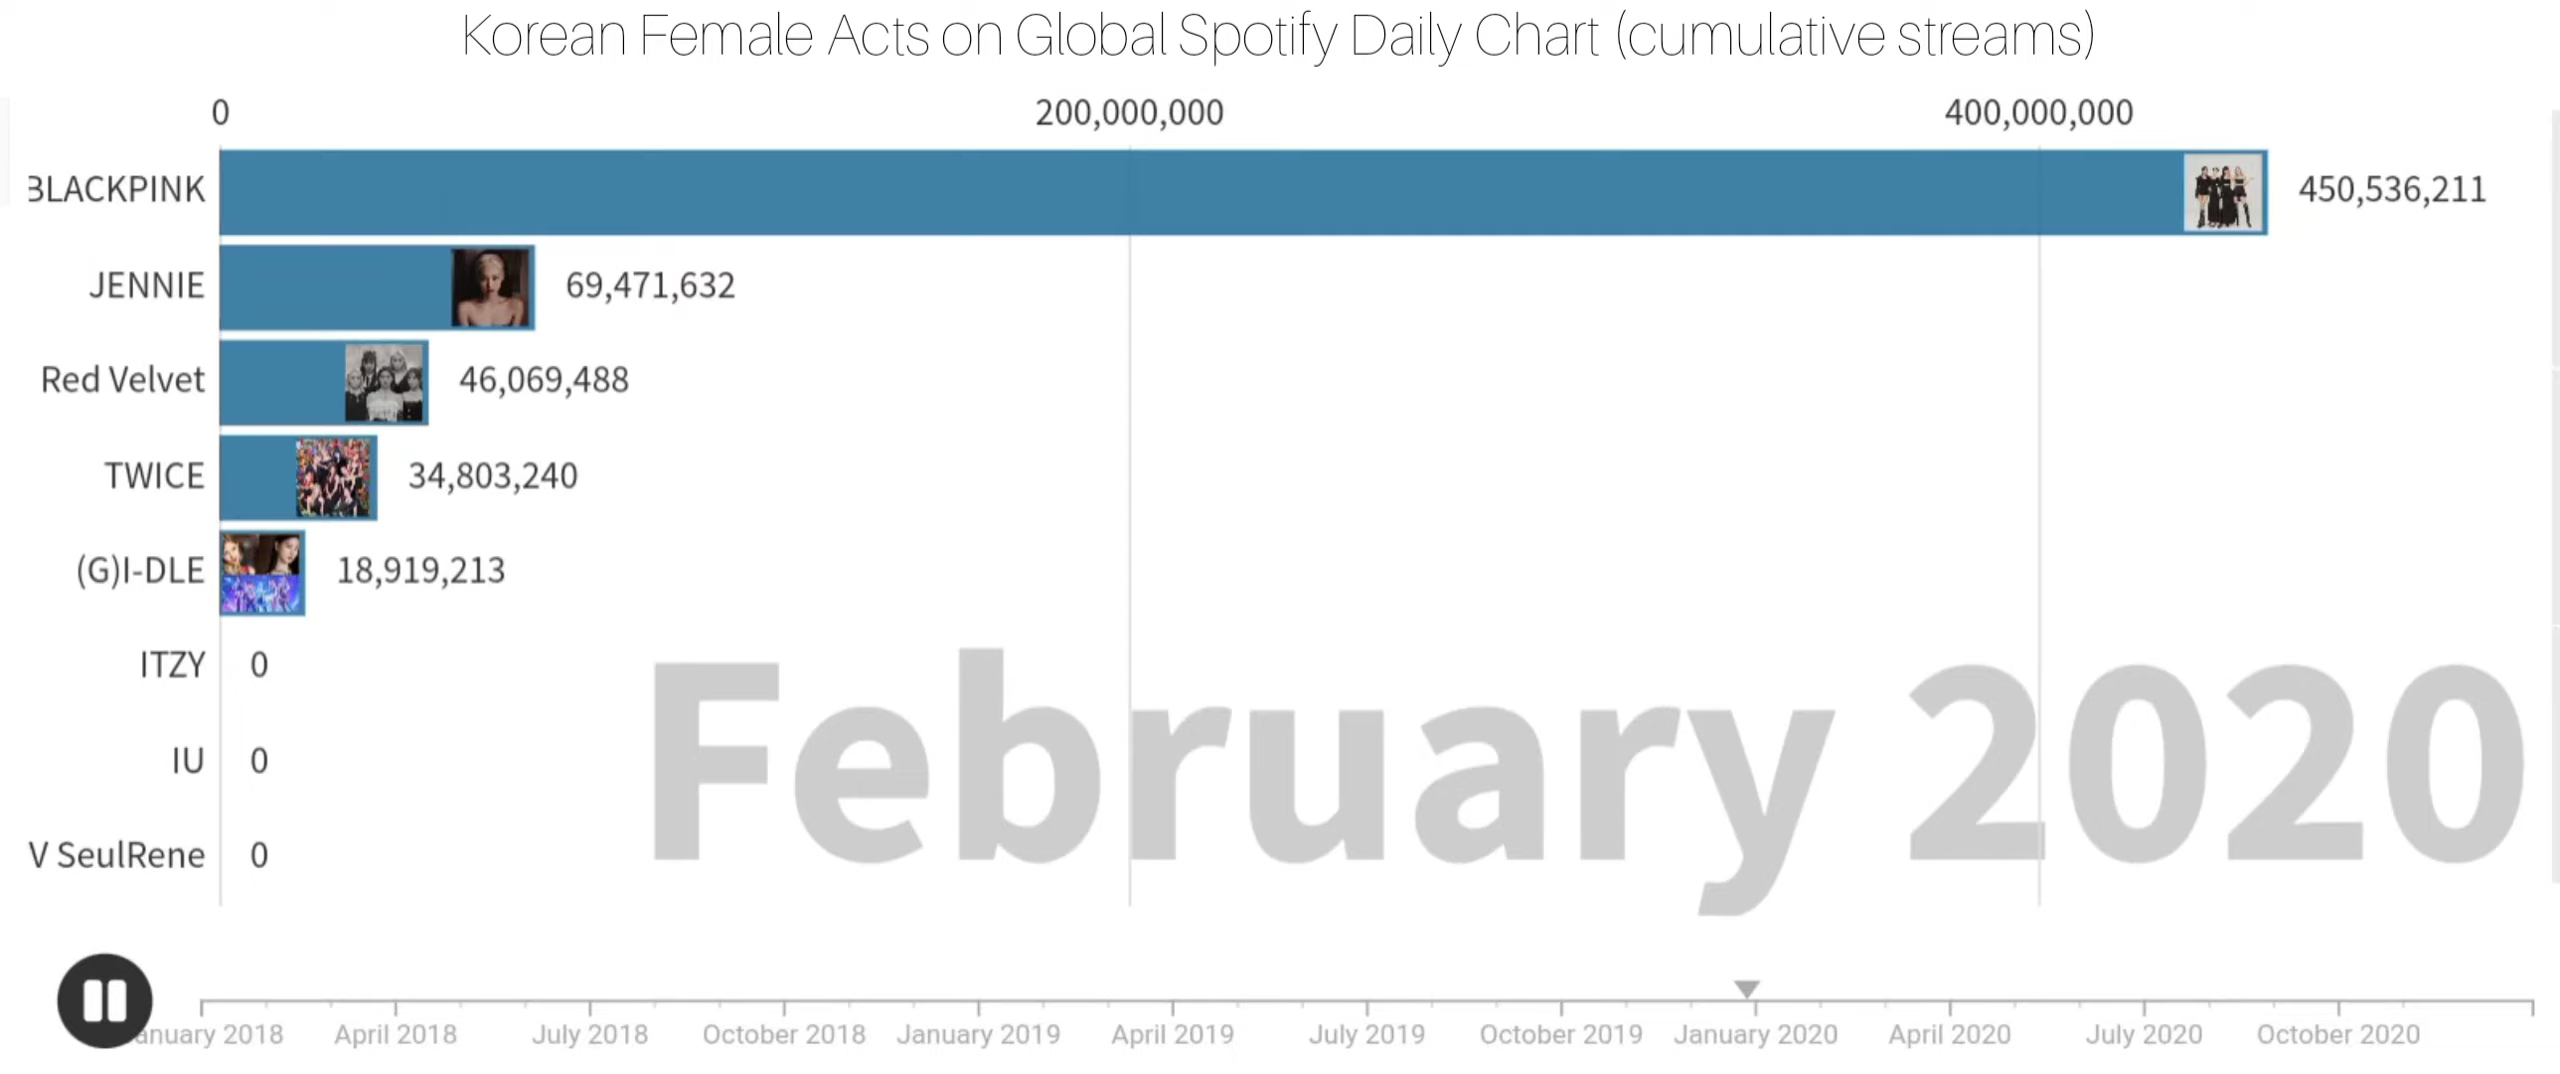 Korean Female Acts on Global Spotify Daily Chart (cumulative streams)
0 200,000,000 400,000,000
BLACKPINK 450,536,211
JENNIE 69,471,632
Red Velvet 46,069,488
TWICE 34,803,240
(G)I-DLE 18,919,213
ITZY 0
IU 0
V SeulRene 0
February 2020
anuary 2018 April 2018 July 2018 October 2018 January 2019 April 2019 July 2019 October 2019 January 2020 April 2020 July 2020 October 2020